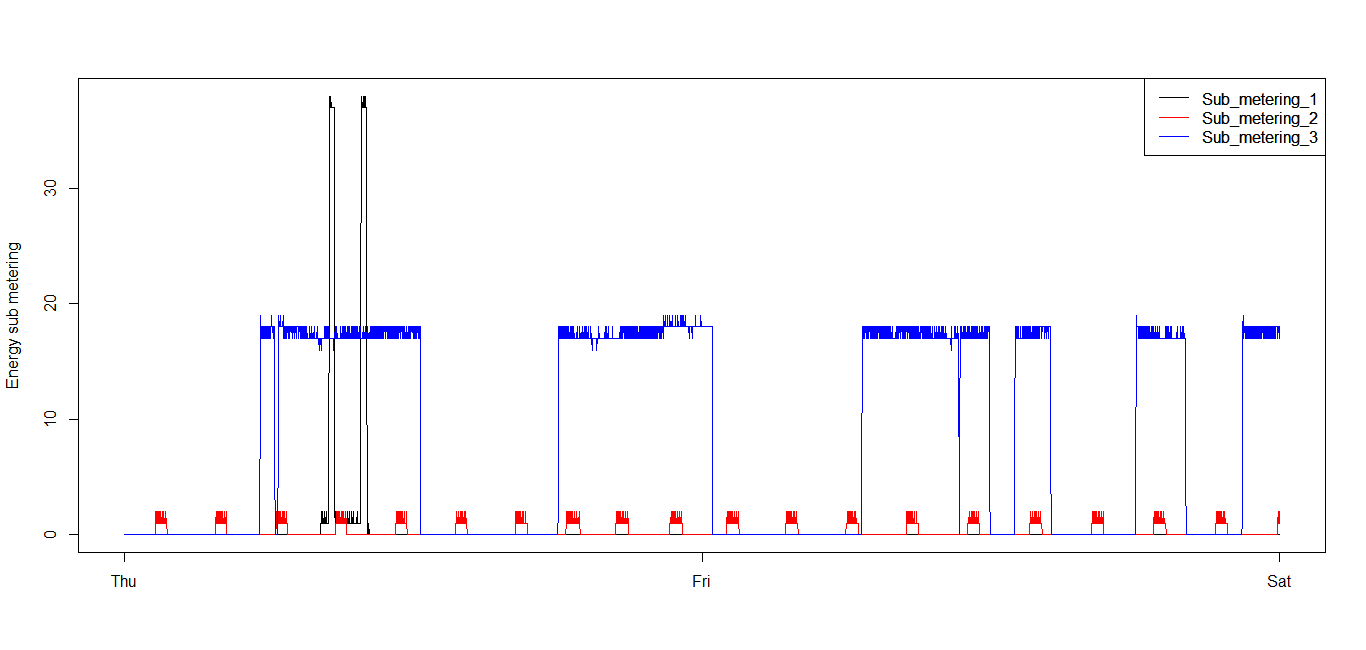 Sub_metering_1
Sub_metering_2
Sub_metering_3
Energy sub metering
30
20
10
0
Thu Fri Sat